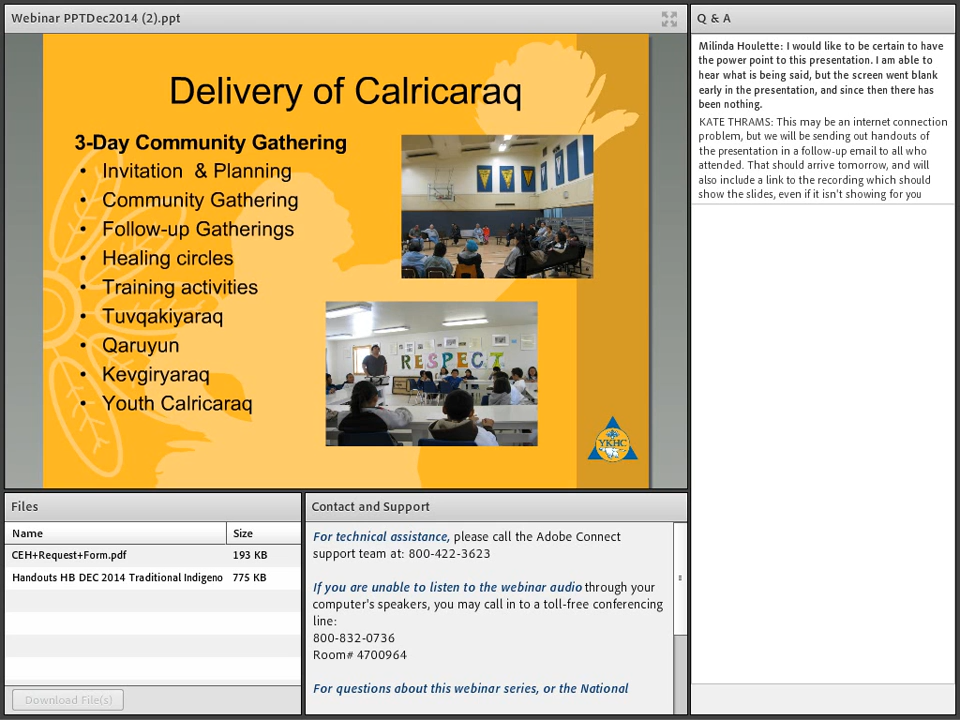 Webinar PPTDec2014 (2).ppt
Delivery of Calricaraq
3-Day Community Gathering
• Invitation & Planning
• Community Gathering
• Follow-up Gatherings
• Healing circles
• Training activities
• Tuvqakiyaraq
• Qaruyun
• Kevgiryaraq
• Youth Calricaraq
RESPECT
YKHC
Q & A
Milinda Houlette: I would like to be certain to have
the power point to this presentation. I am able to
hear what is being said, but the screen went blank
early in the presentation, and since then there has
been nothing.
KATE THRAMS: This may be an internet connection
problem, but we will be sending out handouts of
the presentation in a follow-up email to all who
attended. That should arrive tomorrow, and will
also include a link to the recording which should
show the slides, even if it isn't showing for you
Files
Name Size
CEH+Request+Form.pdf 193 KB
Handouts HB DEC 2014 Traditional Indigeno 775 KB
Download File(s)
Contact and Support
For technical assistance, please call the Adobe Connect
support team at: 800-422-3623
If you are unable to listen to the webinar audio through your
computer's speakers, you may call in to a toll-free conferencing
line:
800-832-0736
Room# 4700964
For questions about this webinar series, or the National